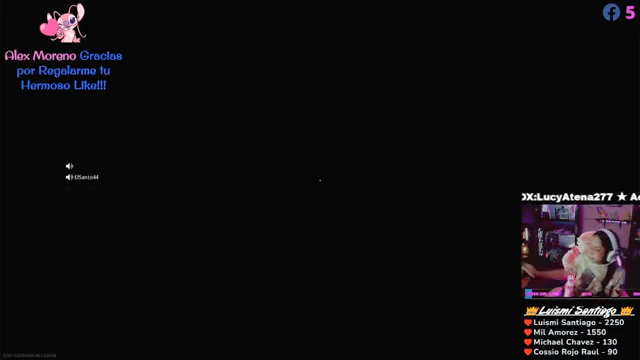 5
Alex Moreno Gracias
por Regalarme tu
Hermoso Like!!!
ElSanto44
OX:LucyAtena277 ★ A
Luismi Santiago
Luismi Santiago - 2250
Mil Amorez - 1550
Michael Chavez - 130
Cossio Rojo Raul - 90